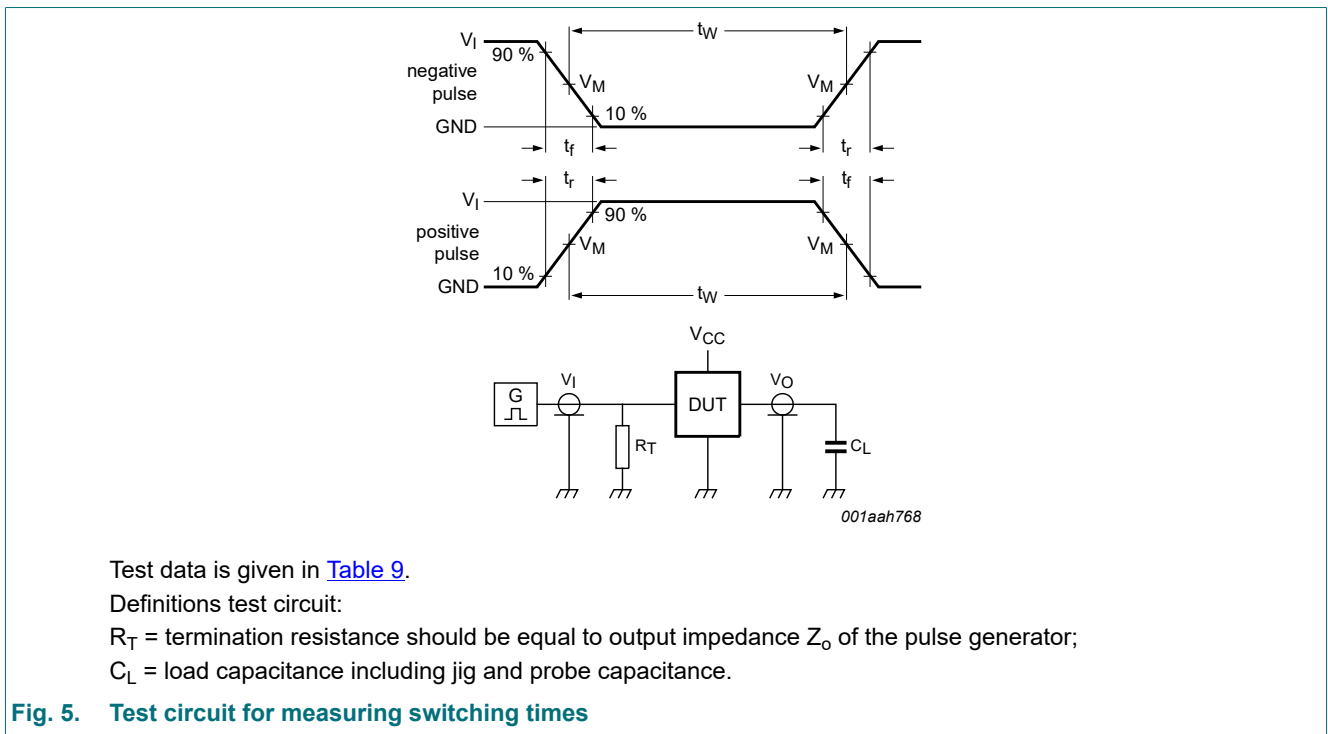 V_I
90 %
negative
pulse
GND
t_W
V_M
V_M
10 %
t_f
t_r
t_r
t_f
V_I
90 %
positive
pulse
V_M
V_M
10 %
GND
t_W
V_CC
G
V_I
DUT
V_O
R_T
C_L
001aah768
Test data is given in Table 9.
Definitions test circuit:
R_T = termination resistance should be equal to output impedance Z_o of the pulse generator;
C_L = load capacitance including jig and probe capacitance.
Fig. 5. Test circuit for measuring switching times